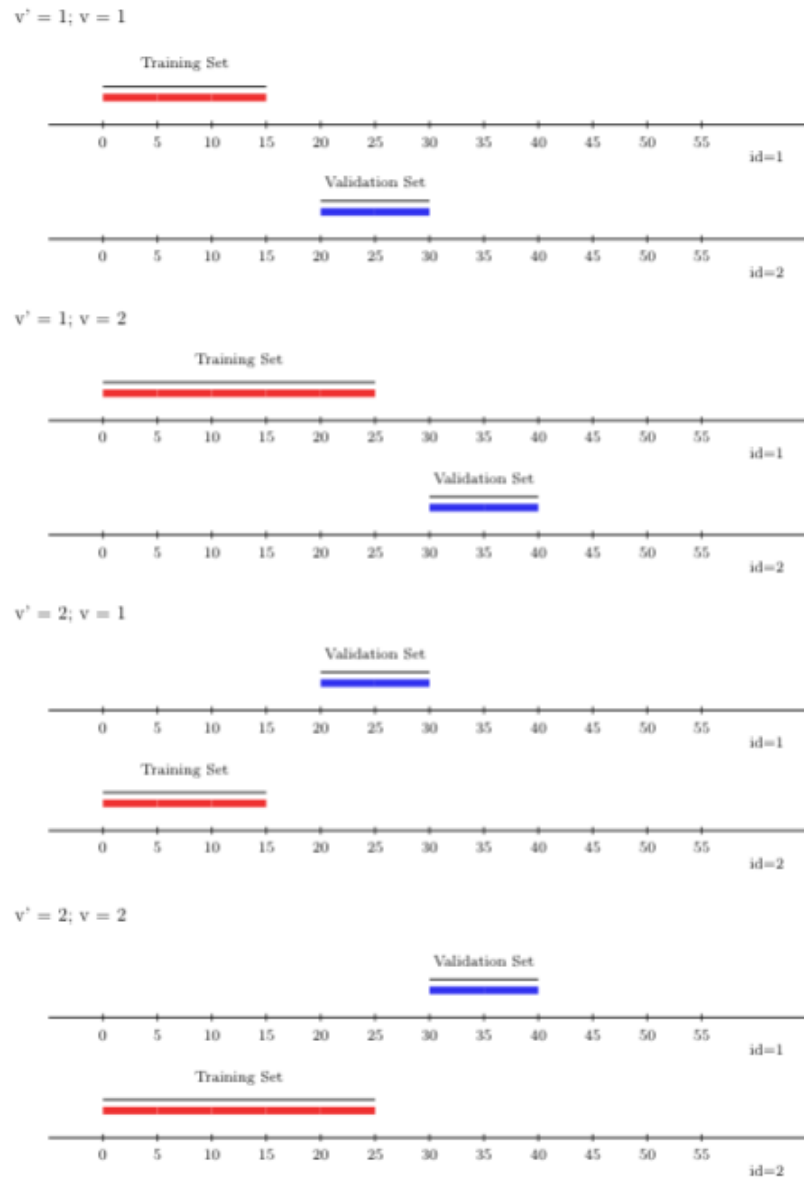 v' = 1; v = 1
Training Set
0 5 10 15 20 25 30 35 40 45 50 55
id=1
Validation Set
0 5 10 15 20 25 30 35 40 45 50 55
id=2
v' = 1; v = 2
Training Set
0 5 10 15 20 25 30 35 40 45 50 55
id=1
Validation Set
0 5 10 15 20 25 30 35 40 45 50 55
id=2
v' = 2; v = 1
Validation Set
0 5 10 15 20 25 30 35 40 45 50 55
id=1
Training Set
0 5 10 15 20 25 30 35 40 45 50 55
id=2
v' = 2; v = 2
Validation Set
0 5 10 15 20 25 30 35 40 45 50 55
id=1
Training Set
0 5 10 15 20 25 30 35 40 45 50 55
id=2